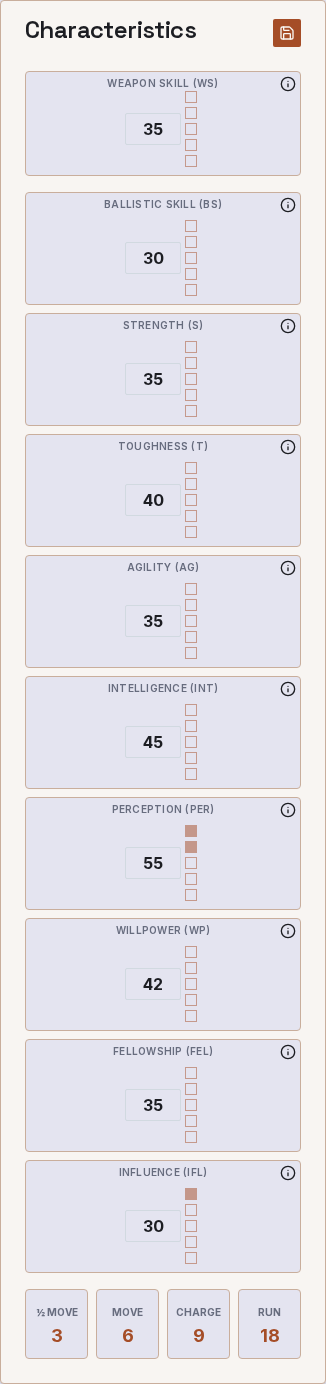 Characteristics
WEAPON SKILL (WS)
35
BALLISTIC SKILL (BS)
30
STRENGTH (S)
35
TOUGHNESS (T)
40
AGILITY (AG)
35
INTELLIGENCE (INT)
45
PERCEPTION (PER)
55
WILLPOWER (WP)
42
FELLOWSHIP (FEL)
35
INFLUENCE (IFL)
30
½ MOVE MOVE CHARGE RUN
3 6 9 18